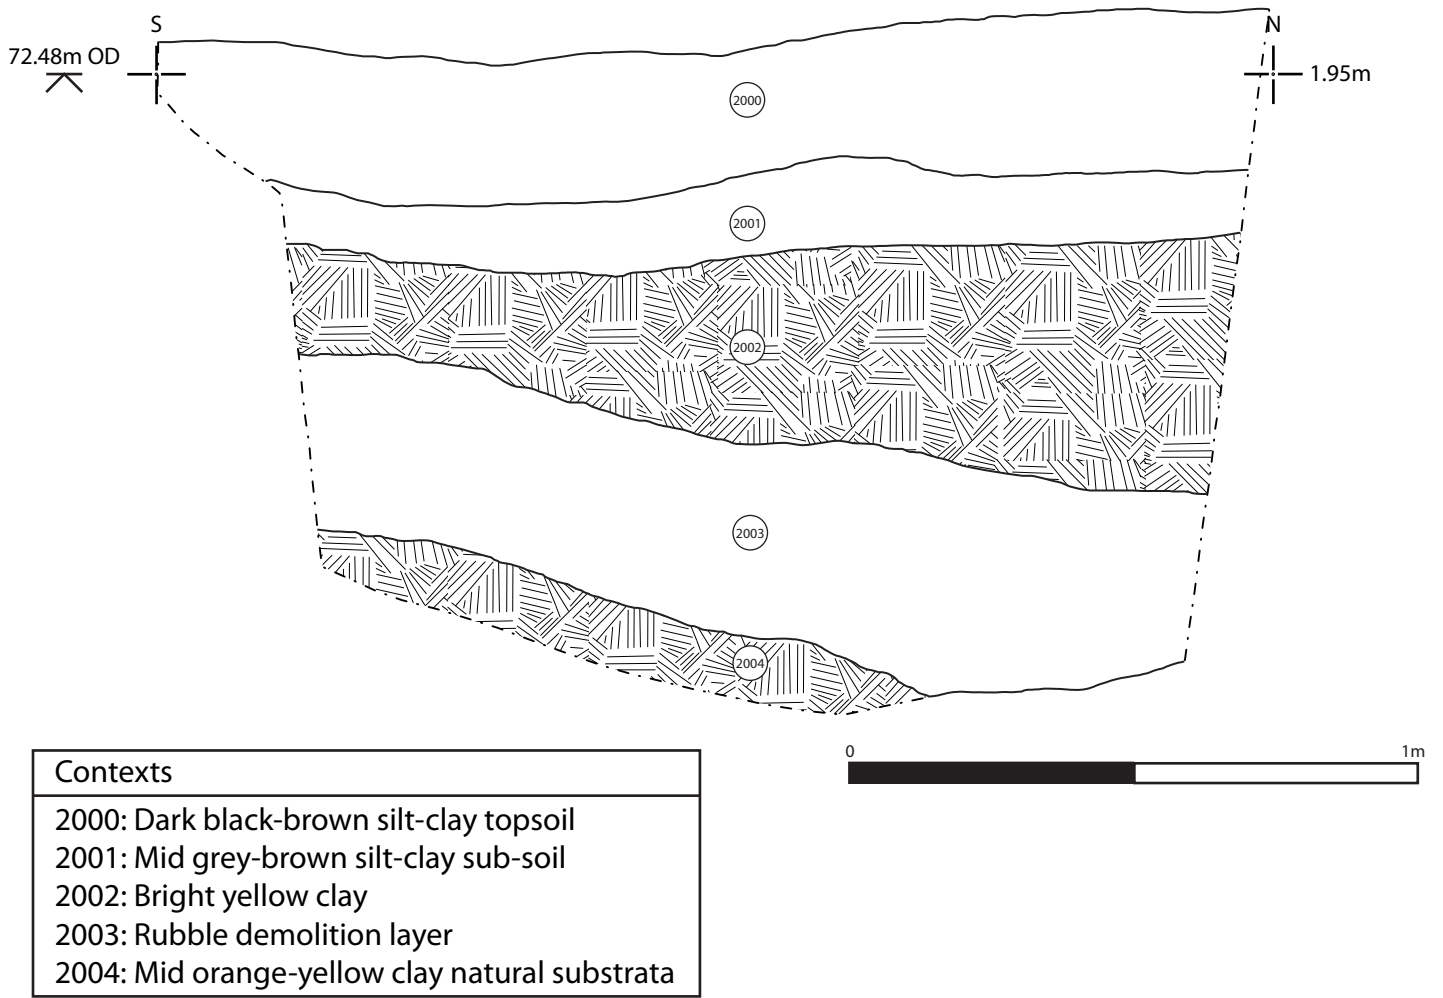 S
N
72.48m OD
1.95m
2000
2001
2002
2003
2004
0
1m
Contexts
2000: Dark black-brown silt-clay topsoil
2001: Mid grey-brown silt-clay sub-soil
2002: Bright yellow clay
2003: Rubble demolition layer
2004: Mid orange-yellow clay natural substrata